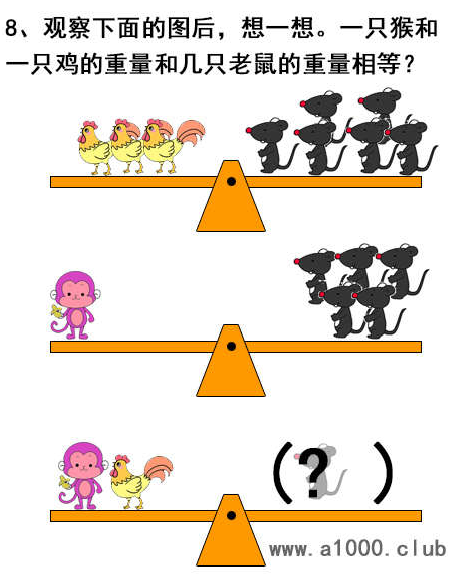 8、观察下面的图后，想一想。一只猴和
一只鸡的重量和几只老鼠的重量相等？
（？ ）
www.a1000.club